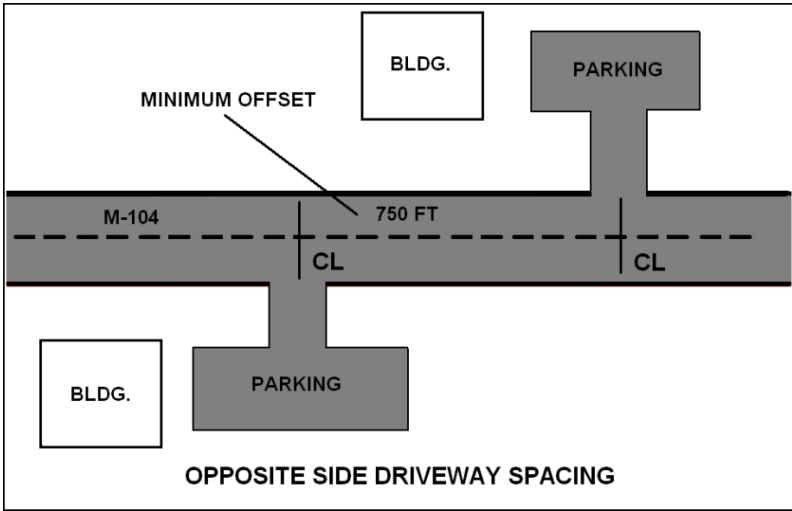 BLDG.
PARKING
MINIMUM OFFSET
M-104
750 FT
CL
CL
BLDG.
PARKING
OPPOSITE SIDE DRIVEWAY SPACING